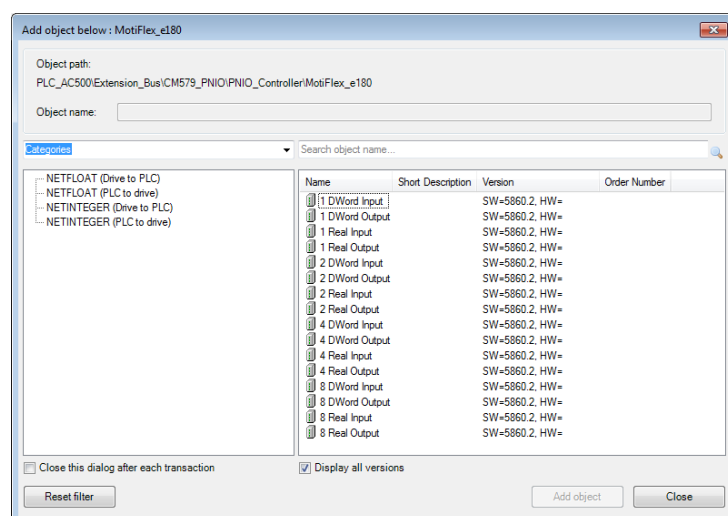 Add object below : MotiFlex_e180
Object path:
PLC_AC500\Extension_Bus\CM579_PNIO\PNIO_Controller\MotiFlex_e180
Object name:
Categories
Search object name...
NETFLOAT (Drive to PLC)
NETFLOAT (PLC to drive)
NETINTEGER (Drive to PLC)
NETINTEGER (PLC to drive)
Name Short Description Version Order Number
1 DWord Input SW=5860.2, HW=
1 DWord Output SW=5860.2, HW=
1 Real Input SW=5860.2, HW=
1 Real Output SW=5860.2, HW=
2 DWord Input SW=5860.2, HW=
2 DWord Output SW=5860.2, HW=
2 Real Input SW=5860.2, HW=
2 Real Output SW=5860.2, HW=
4 DWord Input SW=5860.2, HW=
4 DWord Output SW=5860.2, HW=
4 Real Input SW=5860.2, HW=
4 Real Output SW=5860.2, HW=
8 DWord Input SW=5860.2, HW=
8 DWord Output SW=5860.2, HW=
8 Real Input SW=5860.2, HW=
8 Real Output SW=5860.2, HW=
Close this dialog after each transaction
Display all versions
Reset filter
Add object
Close